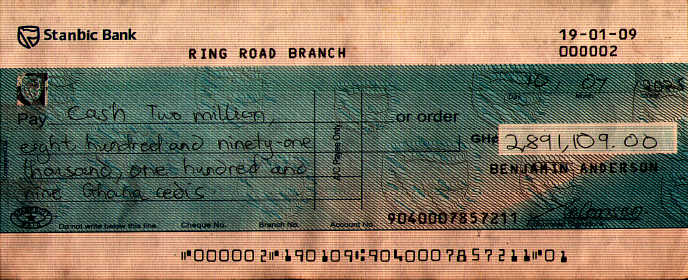 Stanbic Bank
19-01-09
RING ROAD BRANCH
000002
10 07 2025
Pay Cash Two million, or order
eight hundred and ninety-one GH¢ 2,891,109.00
thousand, one hundred and
nine Ghana cedis
A/C Payee Only
BENJAMIN ANDERSON
9040007857211
Do not write below this line Cheque No. Branch No. Account No.
⑈000002⑈190109⑆9040007857211⑈01